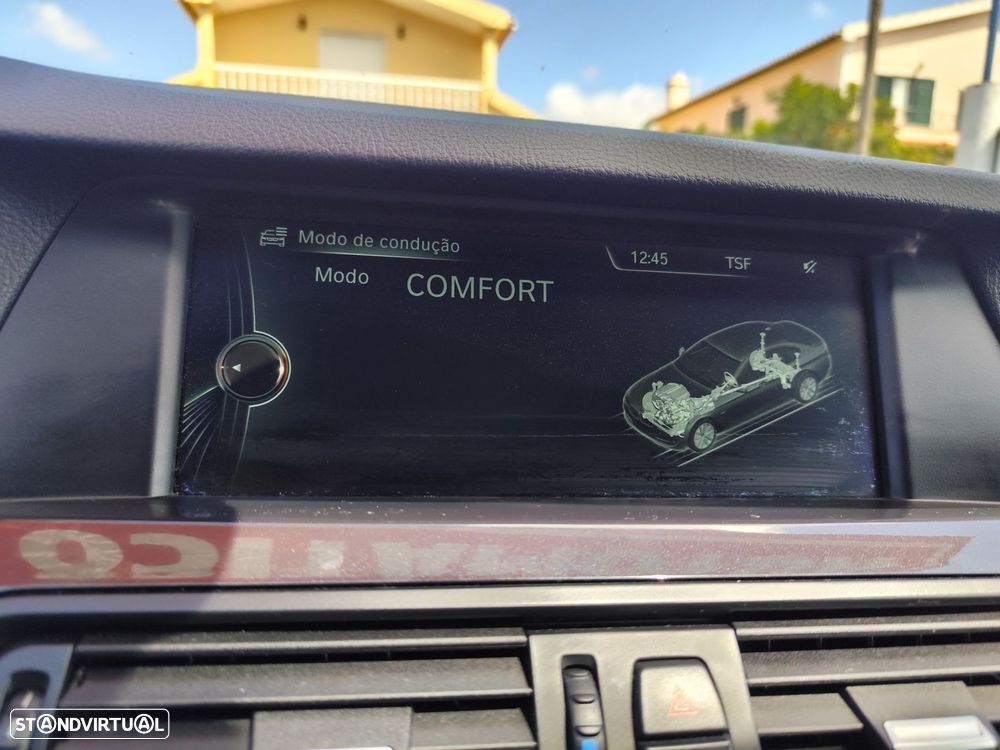 Modo de condução
12:45 TSF
Modo COMFORT
STANDVIRTUAL